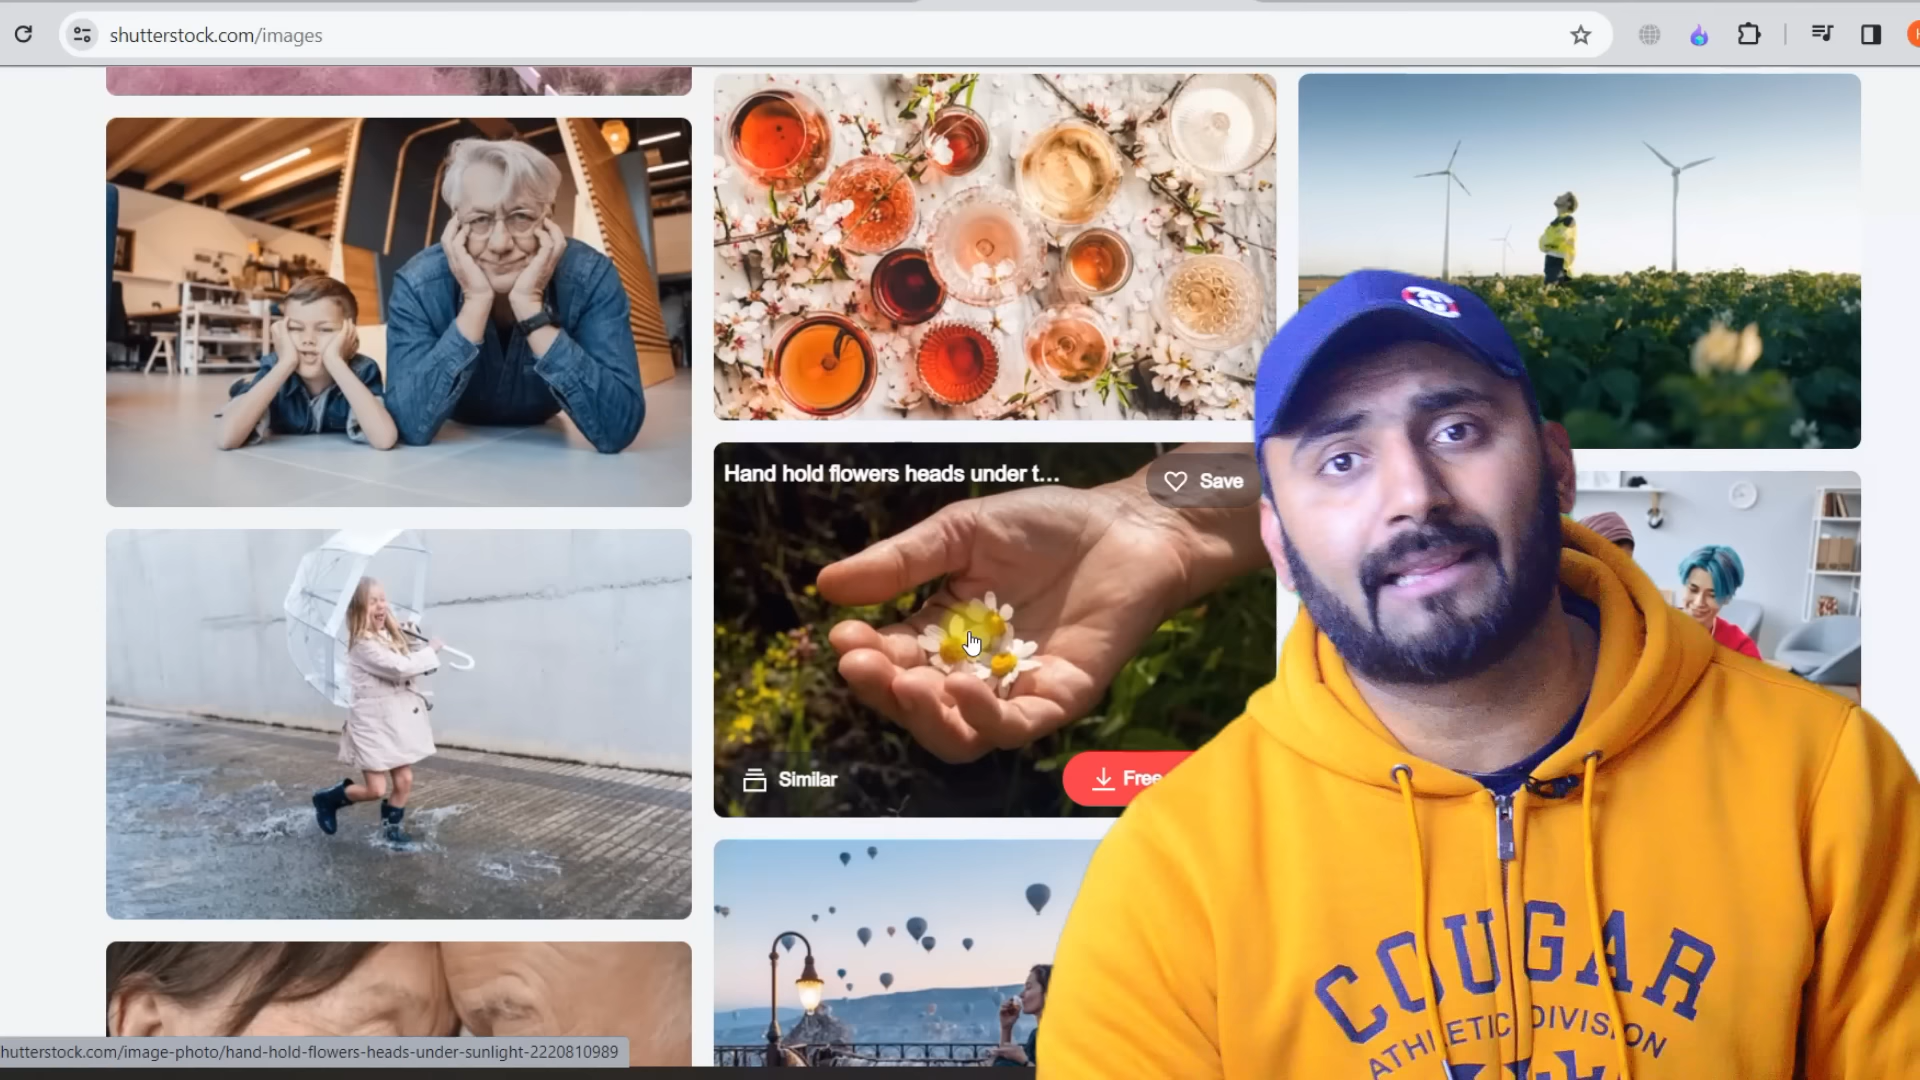 shutterstock.com/images
Hand hold flowers heads under t...
Save
Similar
Free
COUGAR
ATHLETIC DIVISION
hutterstock.com/image-photo/hand-hold-flowers-heads-under-sunlight-2220810989